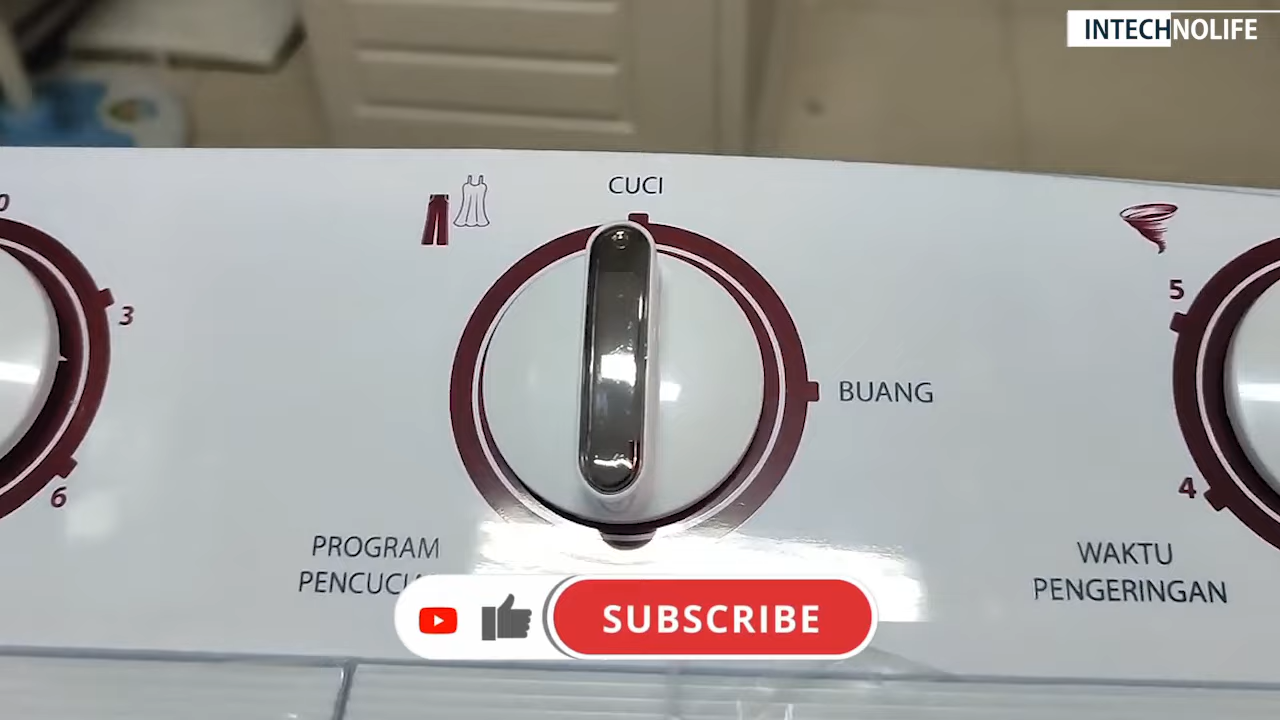 INTECHNOLIFE
CUCI
BUANG
0
3
6
5
4
PROGRAM
WAKTU
PENGERINGAN
SUBSCRIBE